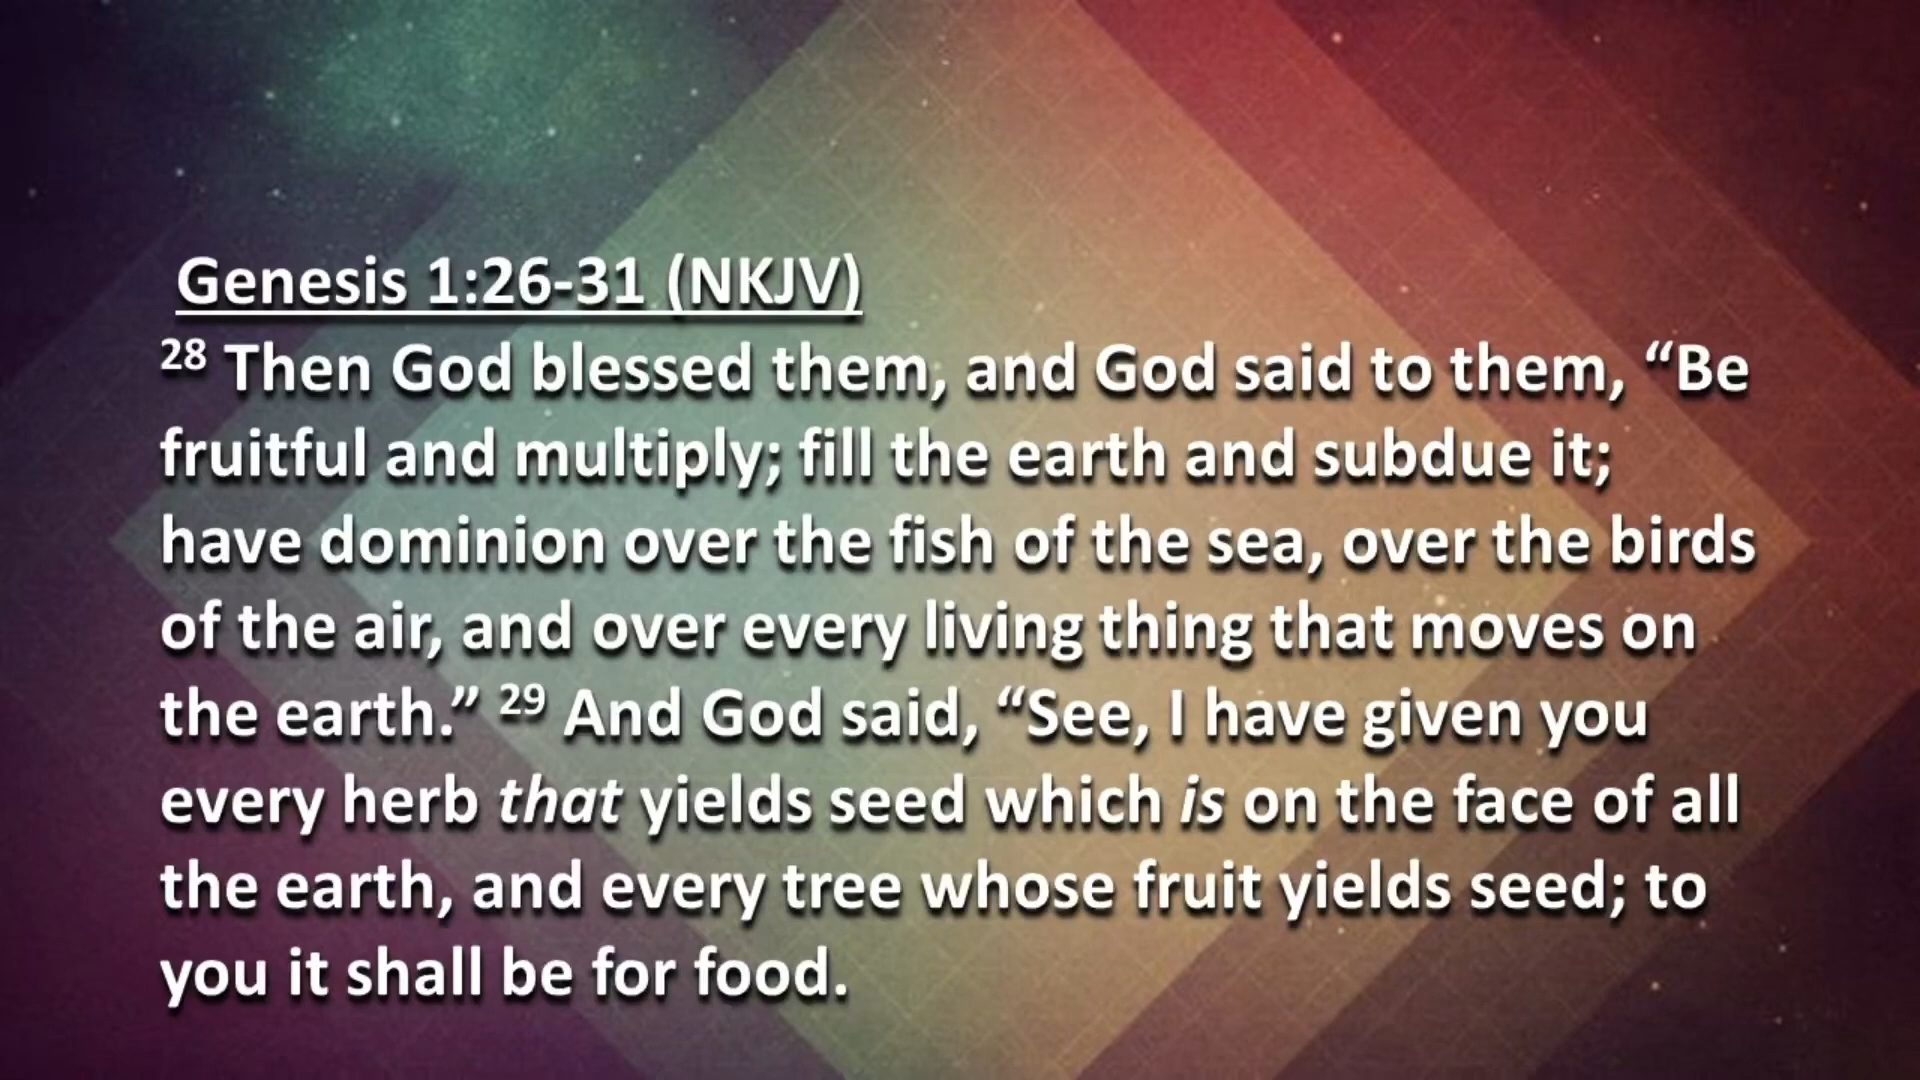 Genesis 1:26-31 (NKJV)
28 Then God blessed them, and God said to them, “Be
fruitful and multiply; fill the earth and subdue it;
have dominion over the fish of the sea, over the birds
of the air, and over every living thing that moves on
the earth.” 29 And God said, “See, I have given you
every herb that yields seed which is on the face of all
the earth, and every tree whose fruit yields seed; to
you it shall be for food.